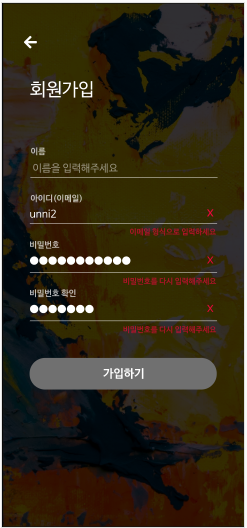 회원가입
이름
이름을 입력해주세요
아이디(이메일)
unni2
X
이메일 형식으로 입력하세요
비밀번호
●●●●●●●●●●●
X
비밀번호를 다시 입력해주세요
비밀번호 확인
●●●●●●●
X
비밀번호를 다시 입력해주세요
가입하기